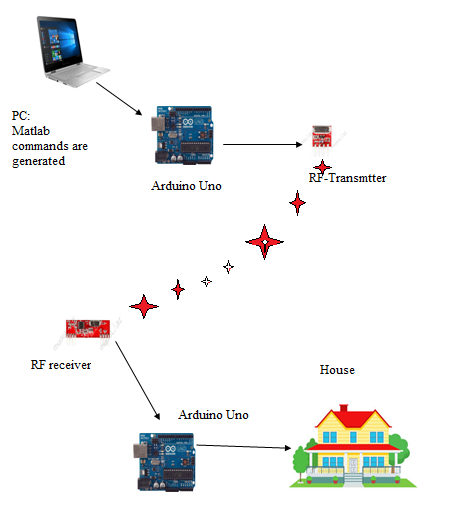 PC:
Matlab
commands are
generated
Arduino Uno
RF-Transmtter
RF receiver
Arduino Uno
House